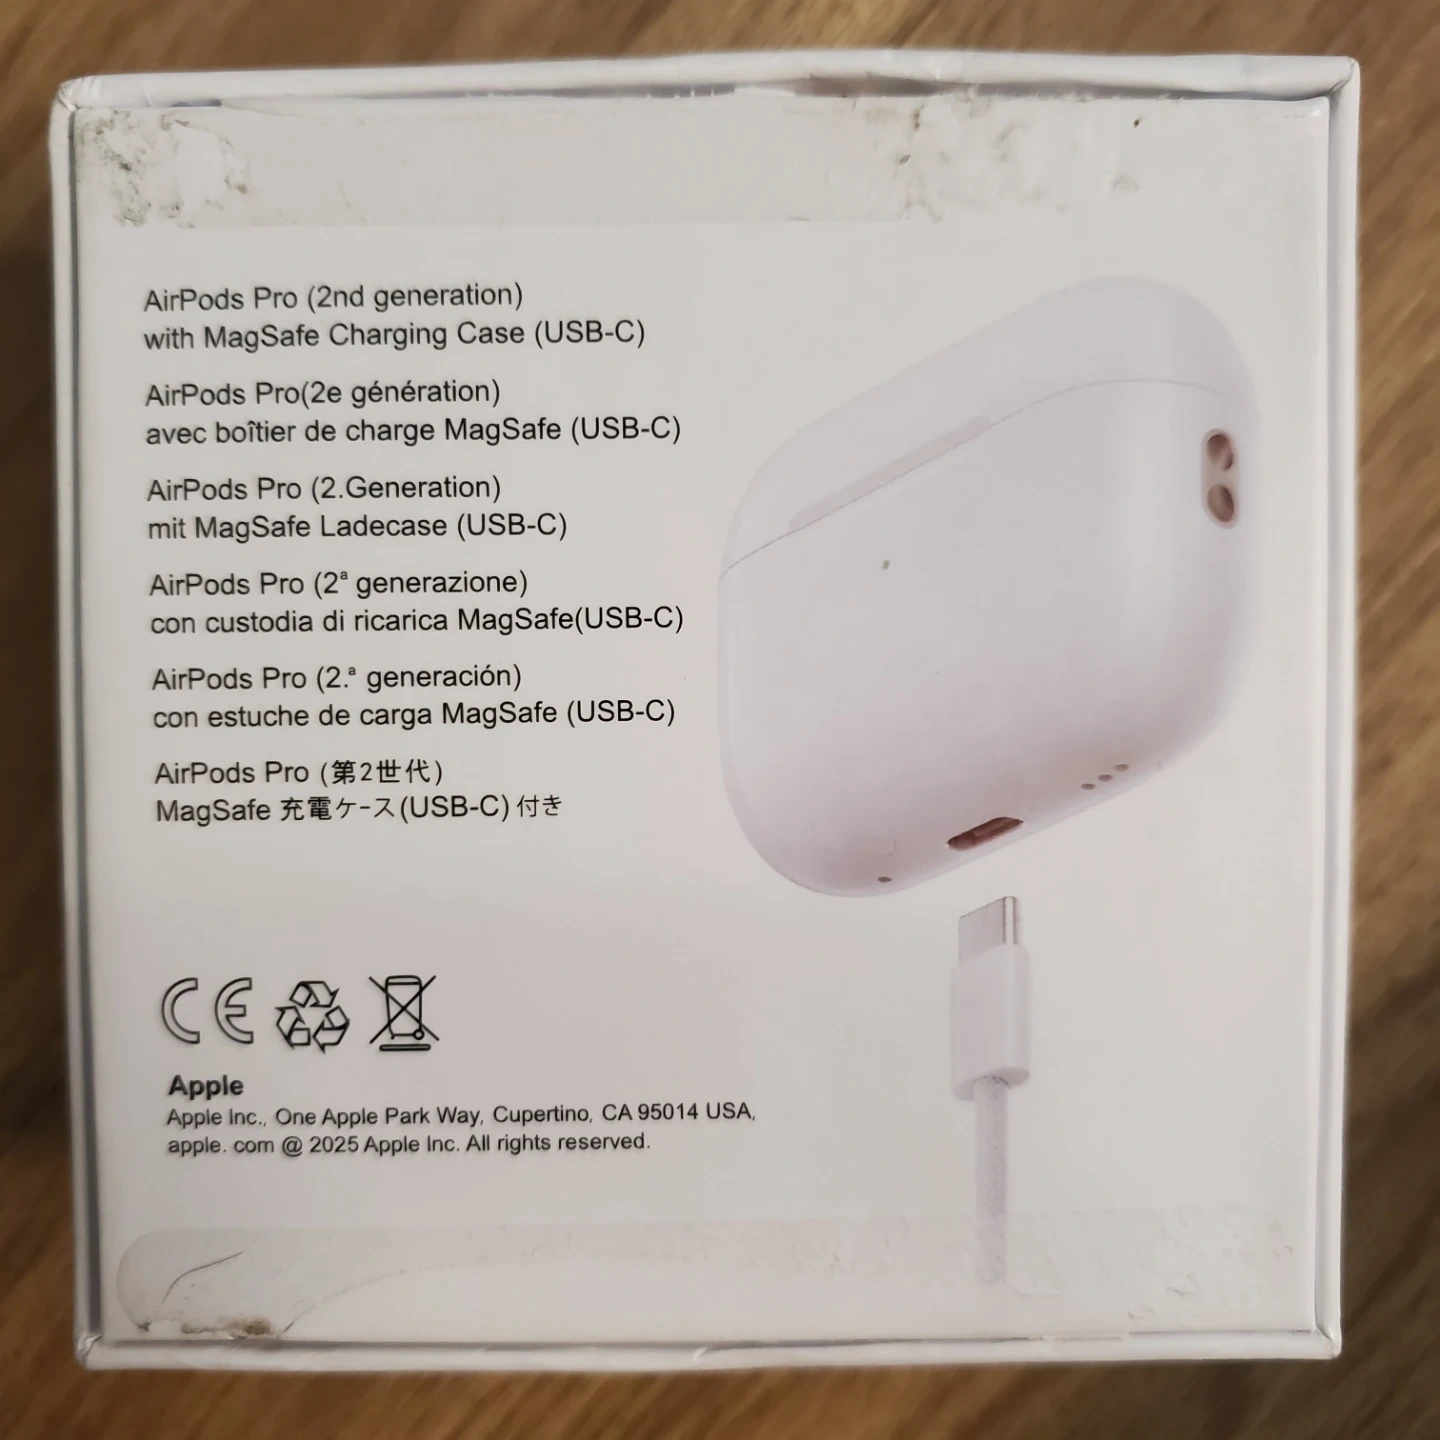 AirPods Pro (2nd generation)
with MagSafe Charging Case (USB-C)
AirPods Pro(2e génération)
avec boîtier de charge MagSafe (USB-C)
AirPods Pro (2.Generation)
mit MagSafe Ladecase (USB-C)
AirPods Pro (2ª generazione)
con custodia di ricarica MagSafe(USB-C)
AirPods Pro (2.ª generación)
con estuche de carga MagSafe (USB-C)
AirPods Pro (第2世代)
MagSafe 充電ケース(USB-C) 付き
CE
Apple
Apple Inc., One Apple Park Way, Cupertino, CA 95014 USA,
apple. com @ 2025 Apple Inc. All rights reserved.